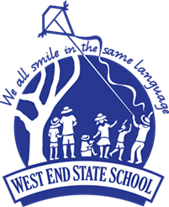 We all smile in the same language
WEST END STATE SCHOOL